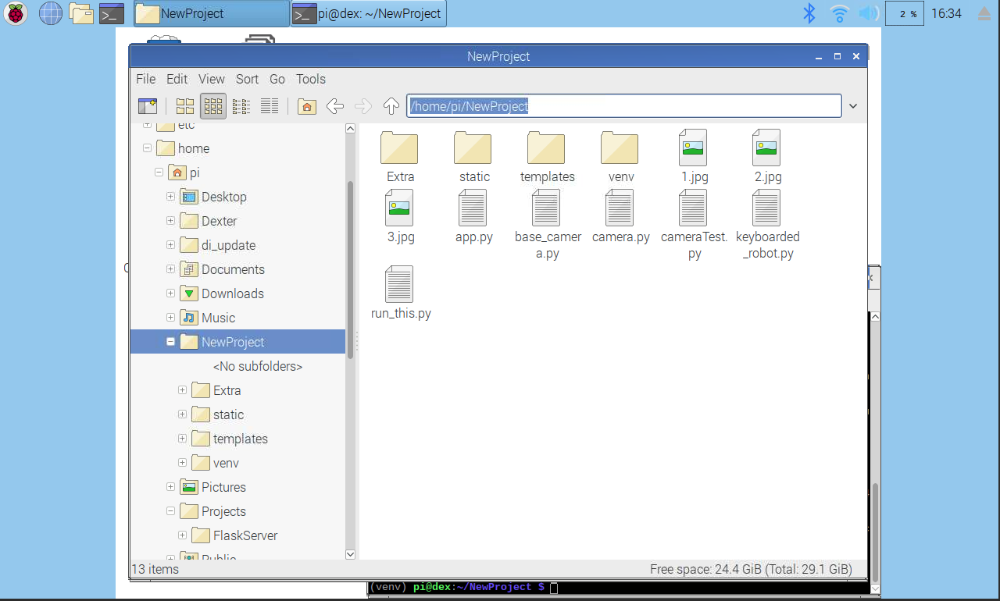 NewProject
pi@dex: ~/NewProject
2 %
16:34
NewProject
File Edit View Sort Go Tools
/home/pi/NewProject
etc
home
pi
Desktop
Dexter
di_update
Documents
Downloads
Music
NewProject
<No subfolders>
Extra
static
templates
venv
Pictures
Projects
FlaskServer
Public
Extra
static
templates
venv
1.jpg
2.jpg
3.jpg
app.py
base_camer
a.py
camera.py
cameraTest.
py
keyboarded
_robot.py
run_this.py
13 items
Free space: 24.4 GiB (Total: 29.1 GiB)
(venv) pi@dex:~/NewProject $